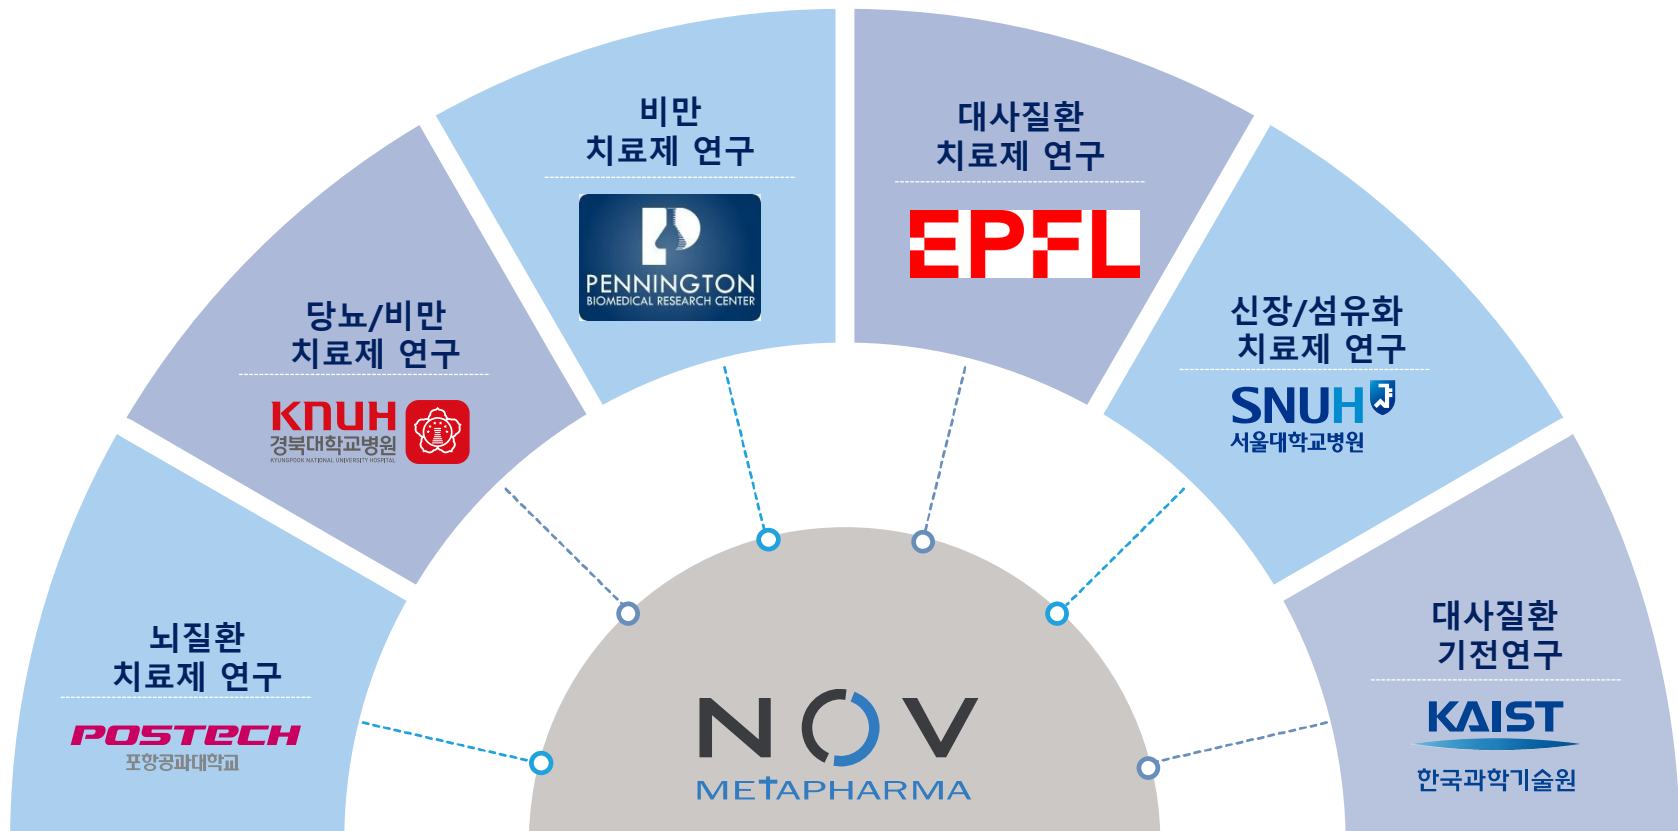 비만
치료제 연구
PENNINGTON
BIOMEDICAL RESEARCH CENTER
대사질환
치료제 연구
EPFL
당뇨/비만
치료제 연구
KNUH
경북대학교병원
KYUNGPOOK NATIONAL UNIVERSITY HOSPITAL
신장/섬유화
치료제 연구
SNUH
서울대학교병원
뇌질환
치료제 연구
POSTECH
포항공과대학교
대사질환
기전연구
KAIST
한국과학기술원
NOV
METAPHARMA